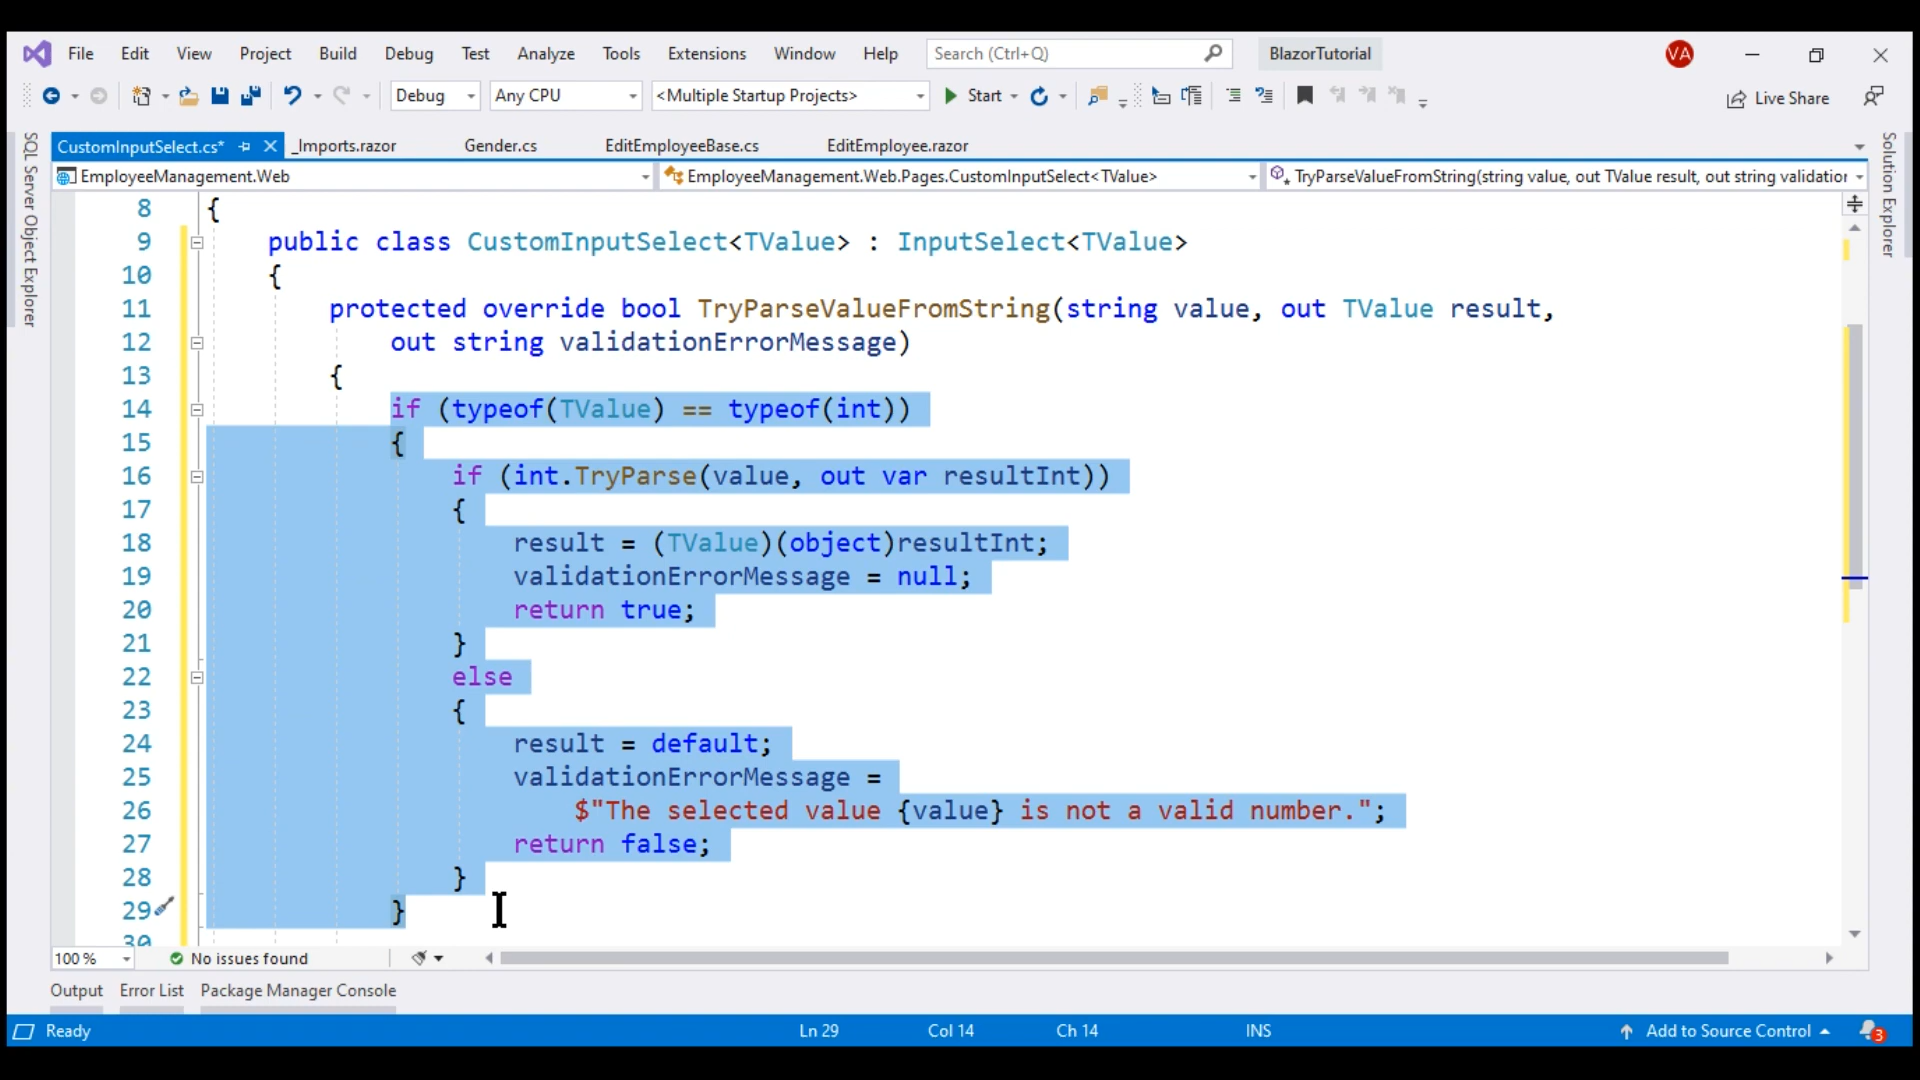 File Edit View Project Build Debug Test Analyze Tools Extensions Window Help Search (Ctrl+Q) BlazorTutorial VA
Debug Any CPU <Multiple Startup Projects> Start Live Share
CustomInputSelect.cs* _Imports.razor Gender.cs EditEmployeeBase.cs EditEmployee.razor
EmployeeManagement.Web EmployeeManagement.Web.Pages.CustomInputSelect<TValue> TryParseValueFromString(string value, out TValue result, out string validation
SQL Server Object Explorer
Solution Explorer
8 {
9 public class CustomInputSelect<TValue> : InputSelect<TValue>
10 {
11 protected override bool TryParseValueFromString(string value, out TValue result,
12 out string validationErrorMessage)
13 {
14 if (typeof(TValue) == typeof(int))
15 {
16 if (int.TryParse(value, out var resultInt))
17 {
18 result = (TValue)(object)resultInt;
19 validationErrorMessage = null;
20 return true;
21 }
22 else
23 {
24 result = default;
25 validationErrorMessage =
26 $"The selected value {value} is not a valid number.";
27 return false;
28 }
29 }
30
100 % No issues found
Output Error List Package Manager Console
Ready Ln 29 Col 14 Ch 14 INS Add to Source Control 3